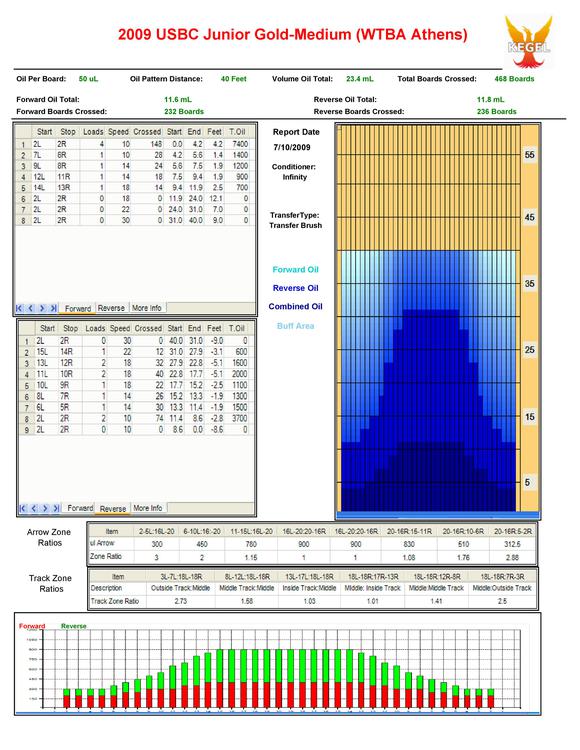 2009 USBC Junior Gold-Medium (WTBA Athens)
KEGEL
Oil Per Board: 50 uL Oil Pattern Distance: 40 Feet Volume Oil Total: 23.4 mL Total Boards Crossed: 468 Boards
Forward Oil Total: 11.6 mL Reverse Oil Total: 11.8 mL
Forward Boards Crossed: 232 Boards Reverse Boards Crossed: 236 Boards
Start Stop Loads Speed Crossed Start End Feet T.Oil
1 2L 2R 4 10 148 0.0 4.2 4.2 7400
2 7L 8R 1 10 28 4.2 5.6 1.4 1400
3 9L 8R 1 14 24 5.6 7.5 1.9 1200
4 12L 11R 1 14 18 7.5 9.4 1.9 900
5 14L 13R 1 18 14 9.4 11.9 2.5 700
6 2L 2R 0 18 0 11.9 24.0 12.1 0
7 2L 2R 0 22 0 24.0 31.0 7.0 0
8 2L 2R 0 30 0 31.0 40.0 9.0 0
Forward Reverse More Info
Start Stop Loads Speed Crossed Start End Feet T.Oil
1 2L 2R 0 30 0 40.0 31.0 -9.0 0
2 15L 14R 1 22 12 31.0 27.9 -3.1 600
3 13L 12R 2 18 32 27.9 22.8 -5.1 1600
4 11L 10R 2 18 40 22.8 17.7 -5.1 2000
5 10L 9R 1 18 22 17.7 15.2 -2.5 1100
6 8L 7R 1 14 26 15.2 13.3 -1.9 1300
7 6L 5R 1 14 30 13.3 11.4 -1.9 1500
8 2L 2R 2 10 74 11.4 8.6 -2.8 3700
9 2L 2R 0 10 0 8.6 0.0 -8.6 0
Forward Reverse More Info
Report Date
7/10/2009
Conditioner:
Infinity
TransferType:
Transfer Brush
Forward Oil
Reverse Oil
Combined Oil
Buff Area
55
45
35
25
15
5
Arrow Zone Ratios
Item 2-5L:16L-20 6-10L:16:-20 11-15L:16L-20 16L-20:20-16R 16L-20:20-16R 20-16R:15-11R 20-16R:10-6R 20-16R:5-2R
ul Arrow 300 450 780 900 900 830 510 312.5
Zone Ratio 3 2 1.15 1 1 1.08 1.76 2.88
Track Zone Ratios
Item 3L-7L:18L-18R 8L-12L:18L-18R 13L-17L:18L-18R 18L-18R:17R-13R 18L-18R:12R-8R 18L-18R:7R-3R
Description Outside Track:Middle Middle Track:Middle Inside Track:Middle Middle: Inside Track Middle:Middle Track Middle:Outside Track
Track Zone Ratio 2.73 1.58 1.03 1.01 1.41 2.5
Forward Reverse
1050
900
750
600
450
300
150